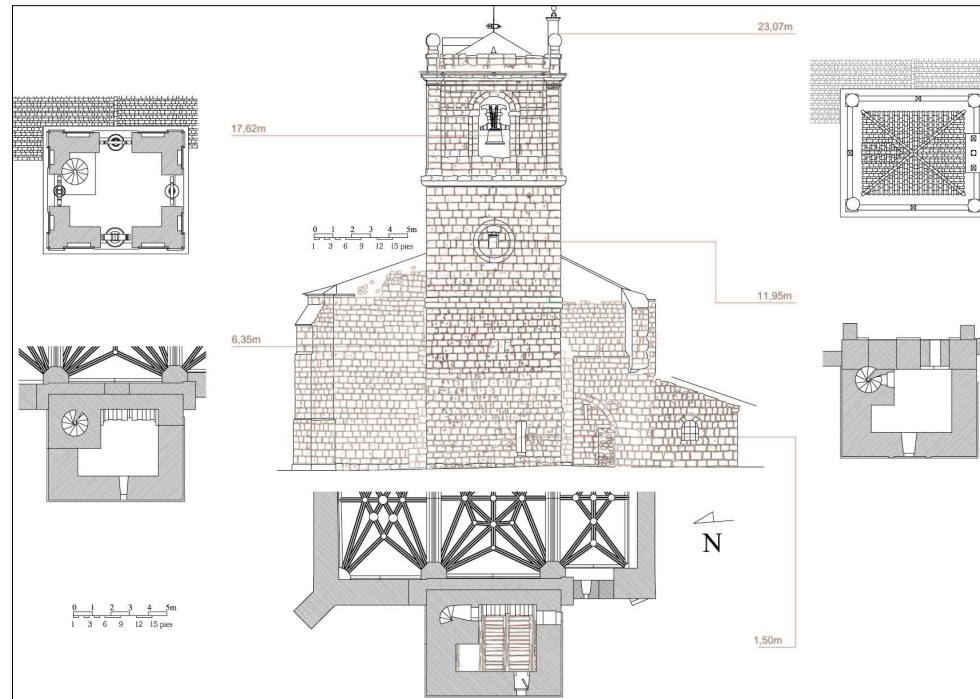 23,07m
17,62m
0 1 2 3 4 5m
1 3 6 9 12 15 pies
11,95m
6,35m
N
0 1 2 3 4 5m
1 3 6 9 12 15 pies
1,50m